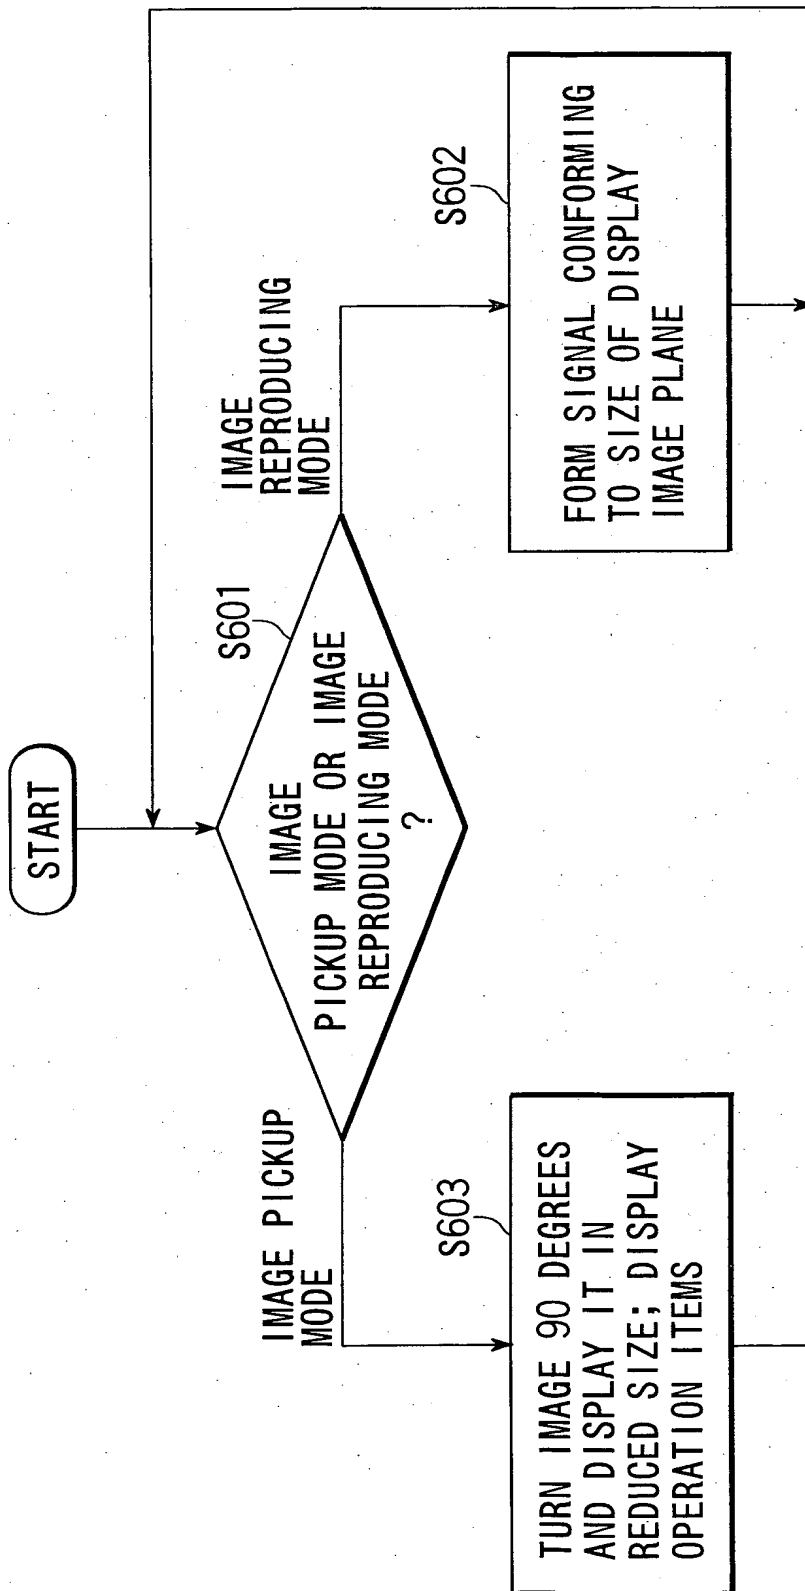 START
S601
IMAGE
PICKUP MODE OR IMAGE
REPRODUCING MODE
?
IMAGE PICKUP
MODE
IMAGE
REPRODUCING
MODE
S603
TURN IMAGE 90 DEGREES
AND DISPLAY IT IN
REDUCED SIZE; DISPLAY
OPERATION ITEMS
S602
FORM SIGNAL CONFORMING
TO SIZE OF DISPLAY
IMAGE PLANE